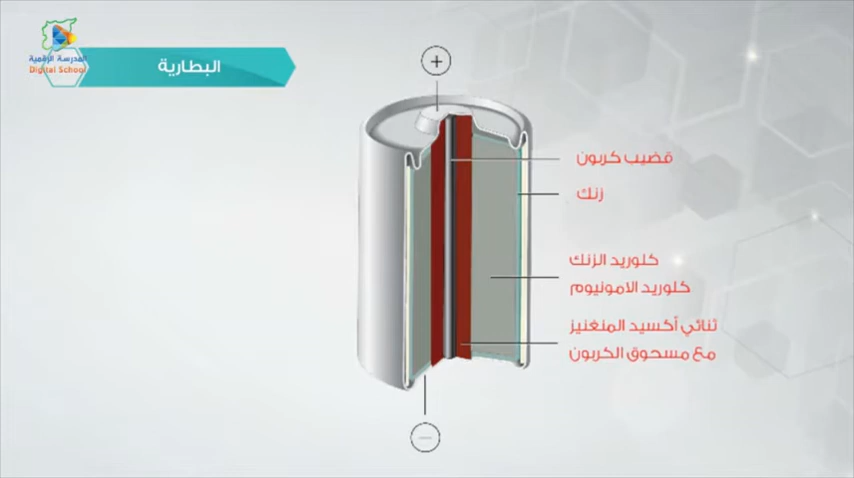 المدرسة الرقمية
Digital School
البطارية
+
قضيب كربون
زنك
كلوريد الزنك
كلوريد الامونيوم
ثنائي أكسيد المنغنيز
مع مسحوق الكربون
−